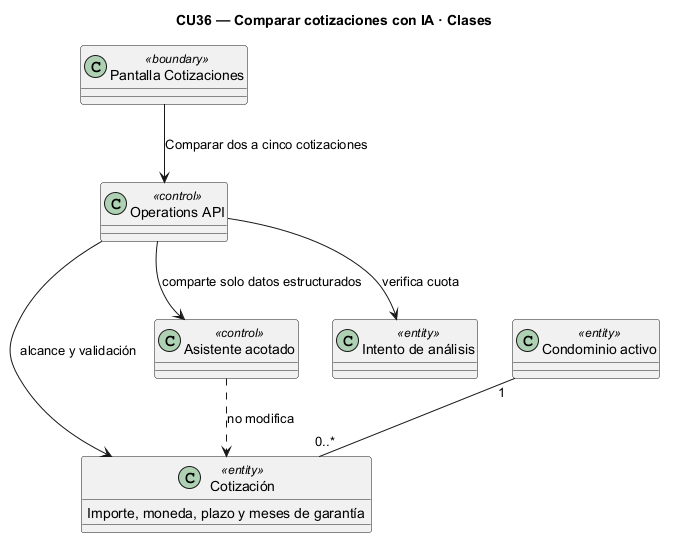 CU36 — Comparar cotizaciones con IA · Clases
C
«boundary»
Pantalla Cotizaciones
Comparar dos a cinco cotizaciones
C
«control»
Operations API
comparte solo datos estructurados
verifica cuota
alcance y validación
C
«control»
Asistente acotado
C
«entity»
Intento de análisis
C
«entity»
Condominio activo
no modifica
1
0..*
C
«entity»
Cotización
Importe, moneda, plazo y meses de garantía